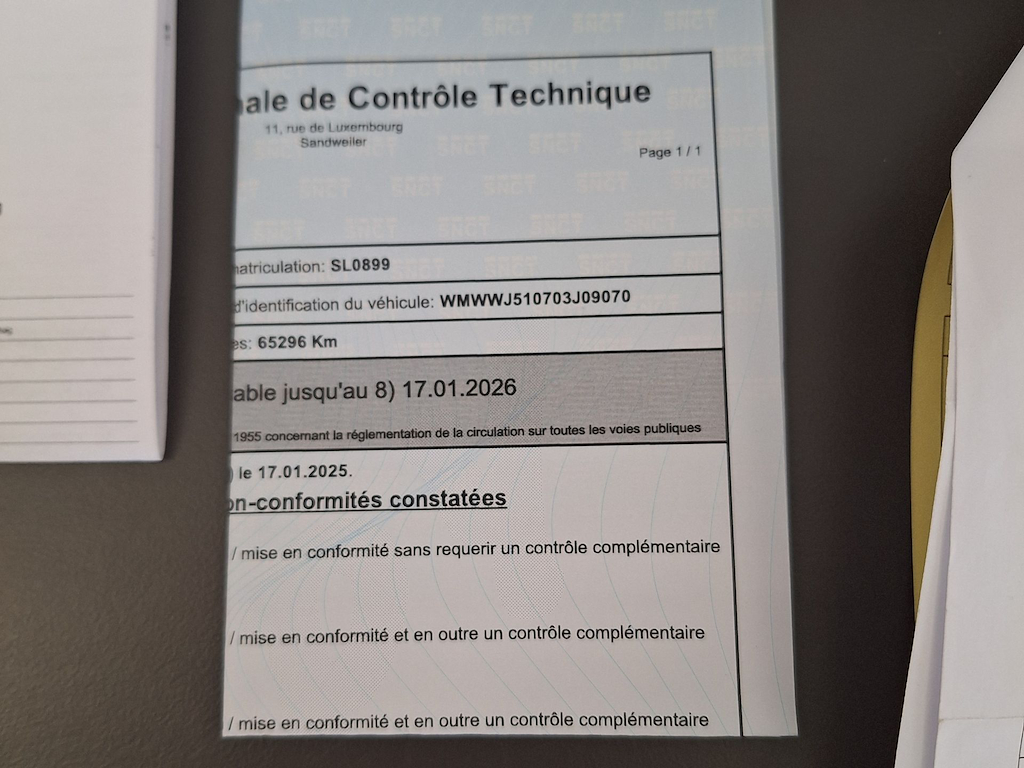 nale de Contrôle Technique
11, rue de Luxembourg
Sandweiler
Page 1 / 1
matriculation: SL0899
d'identification du véhicule: WMWWJ510703J09070
es: 65296 Km
able jusqu'au 8) 17.01.2026
1955 concernant la réglementation de la circulation sur toutes les voies publiques
) le 17.01.2025.
on-conformités constatées
/ mise en conformité sans requerir un contrôle complémentaire
/ mise en conformité et en outre un contrôle complémentaire
/ mise en conformité et en outre un contrôle complémentaire